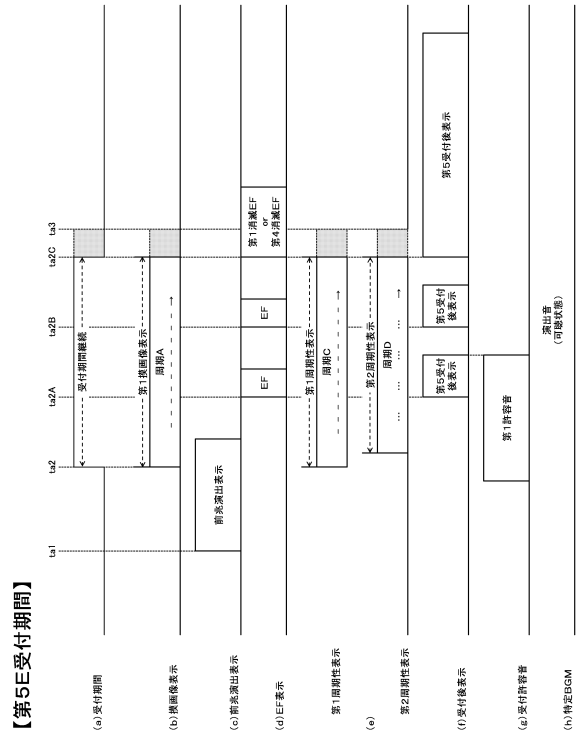 【第5E受付期間】
ta1
ta2
ta2A
ta2B
ta2C
ta3
(a)受付期間
受付期間継続
(b)摸画像表示
第1摸画像表示
周期A
(c)前兆演出表示
前兆演出表示
(d)EF表示
EF
EF
第1消滅EF
or
第4消滅EF
第1周期性表示
第1周期性表示
周期C
(e)
第2周期性表示
第2周期性表示
周期D
(f)受付後表示
第5受付
後表示
第5受付
後表示
第5受付後表示
(g)受付許容音
第1許容音
(h)特定BGM
演出音
(可聴状態)